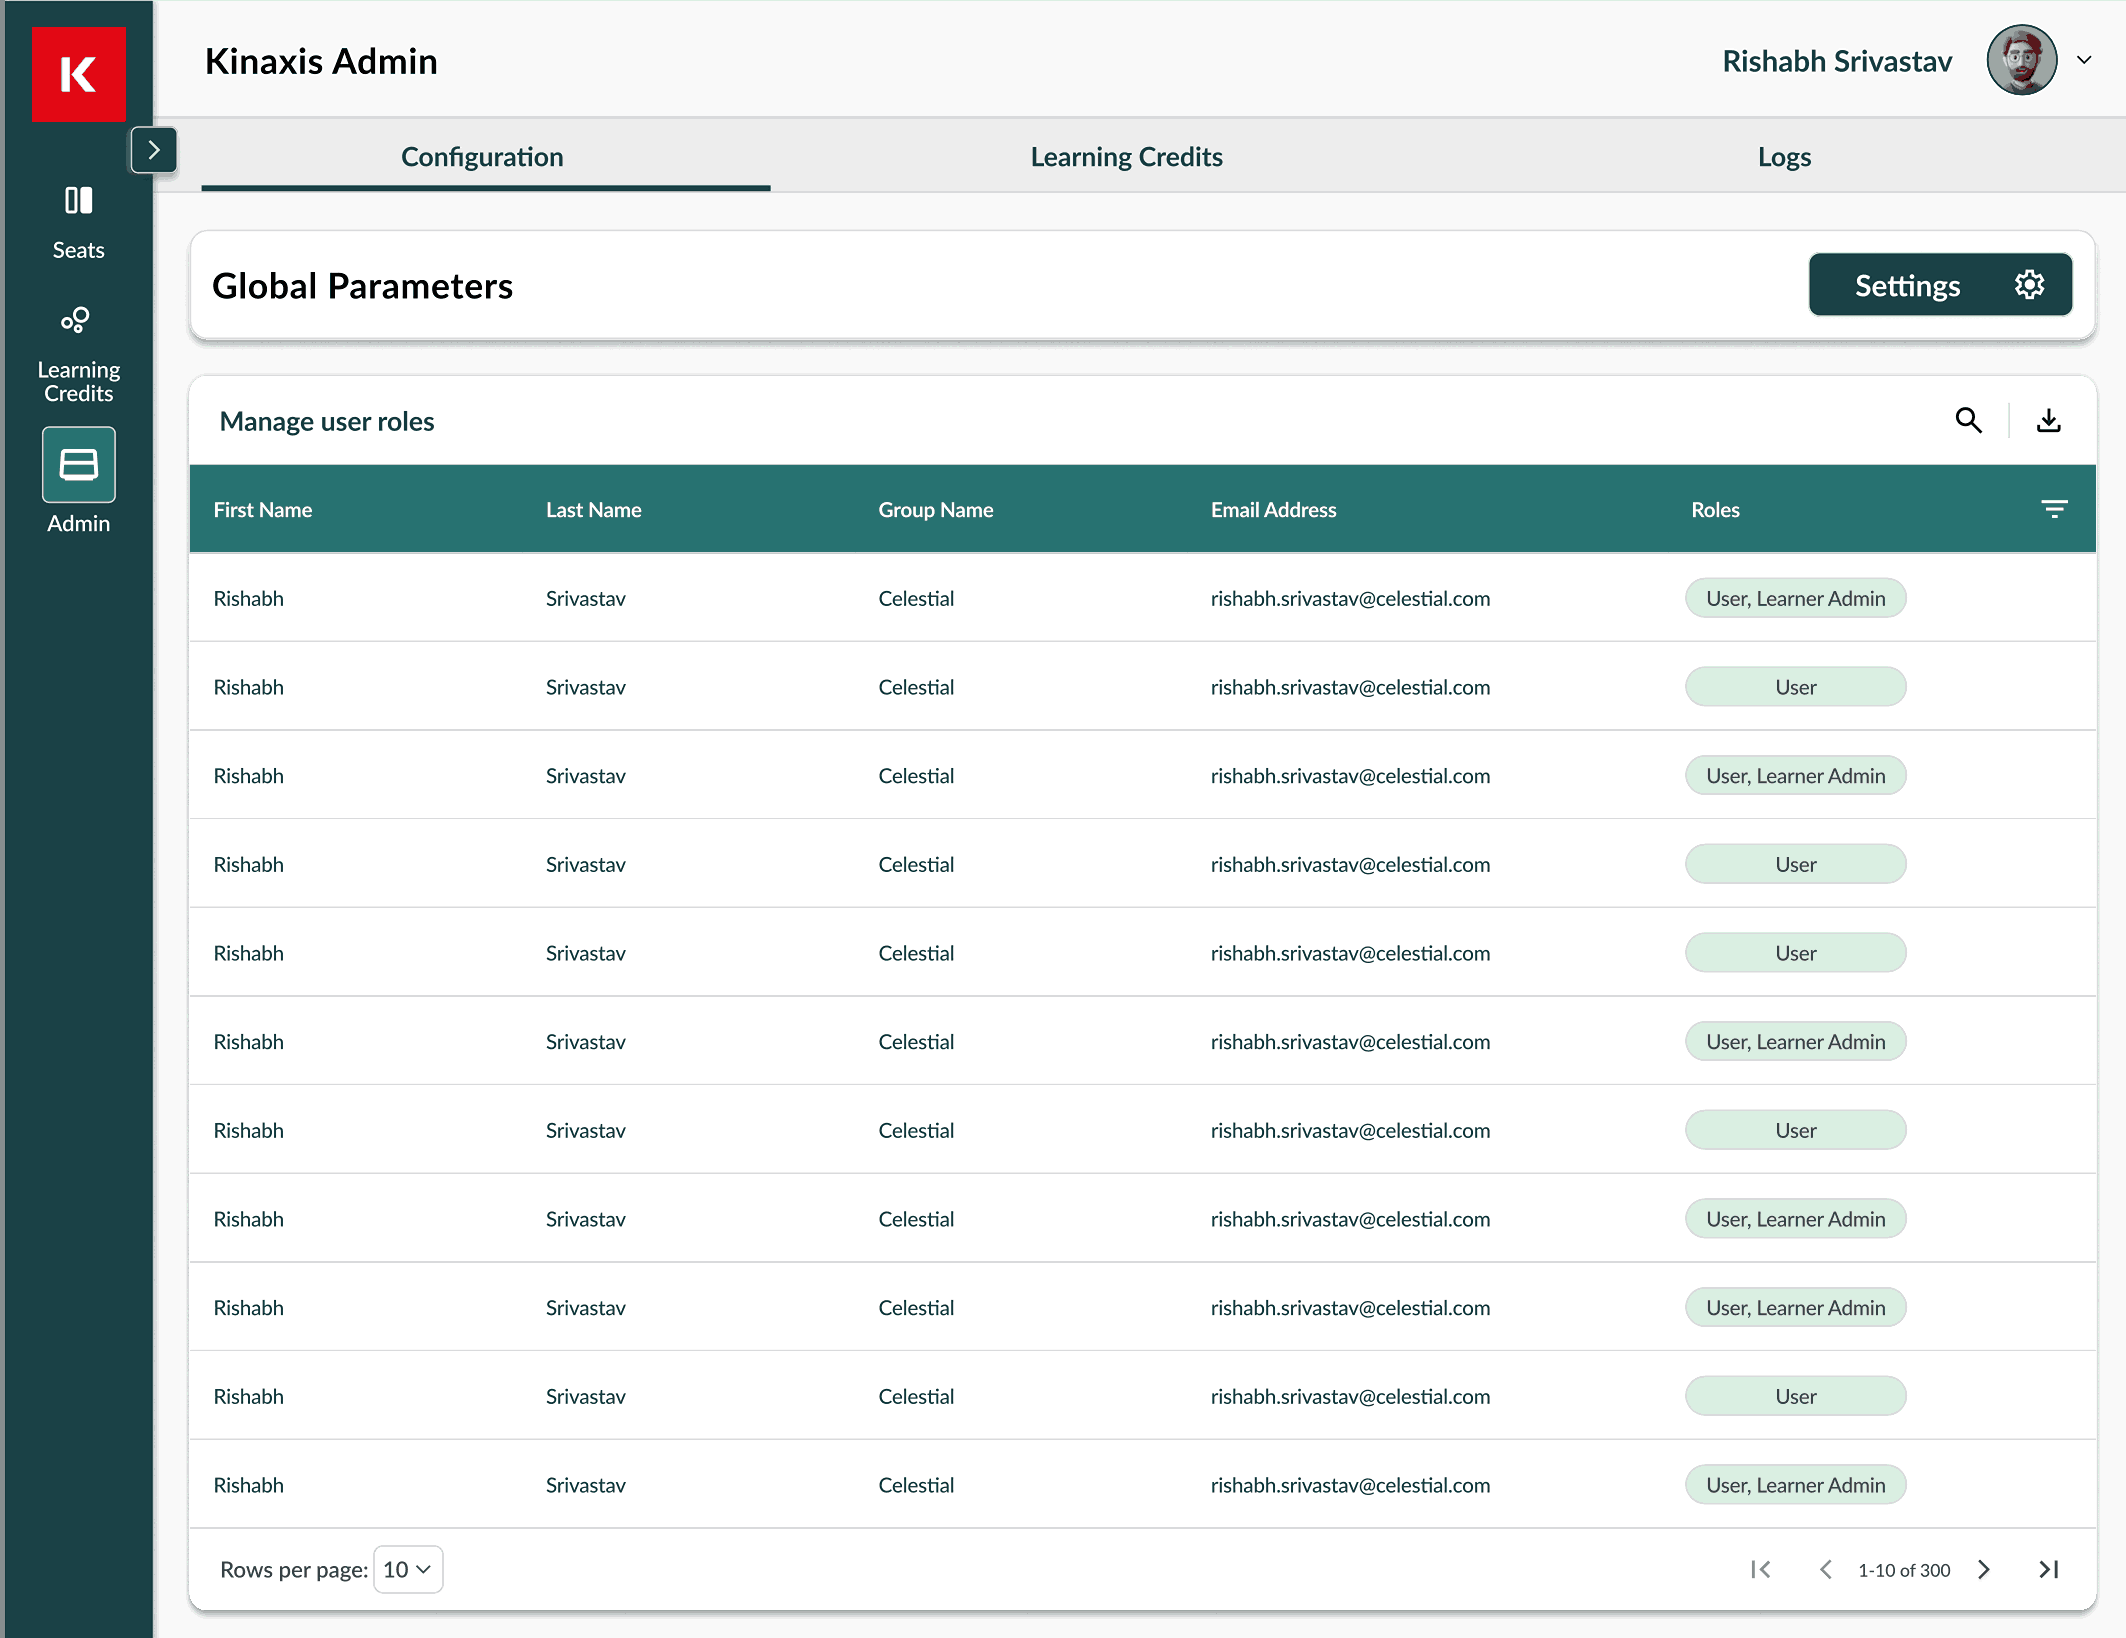 K
Kinaxis Admin
Rishabh Srivastav
Configuration
Learning Credits
Logs
Seats
Learning
Credits
Admin
Global Parameters
Settings
Manage user roles
First Name Last Name Group Name Email Address Roles
Rishabh Srivastav Celestial rishabh.srivastav@celestial.com User, Learner Admin
Rishabh Srivastav Celestial rishabh.srivastav@celestial.com User
Rishabh Srivastav Celestial rishabh.srivastav@celestial.com User, Learner Admin
Rishabh Srivastav Celestial rishabh.srivastav@celestial.com User
Rishabh Srivastav Celestial rishabh.srivastav@celestial.com User
Rishabh Srivastav Celestial rishabh.srivastav@celestial.com User, Learner Admin
Rishabh Srivastav Celestial rishabh.srivastav@celestial.com User
Rishabh Srivastav Celestial rishabh.srivastav@celestial.com User, Learner Admin
Rishabh Srivastav Celestial rishabh.srivastav@celestial.com User, Learner Admin
Rishabh Srivastav Celestial rishabh.srivastav@celestial.com User
Rishabh Srivastav Celestial rishabh.srivastav@celestial.com User, Learner Admin
Rows per page: 10 1-10 of 300